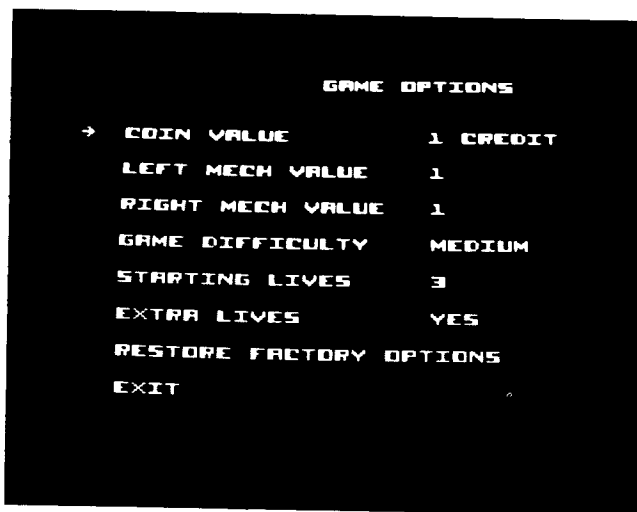 GAME OPTIONS
→ COIN VALUE 1 CREDIT
LEFT MECH VALUE 1
RIGHT MECH VALUE 1
GAME DIFFICULTY MEDIUM
STARTING LIVES 3
EXTRA LIVES YES
RESTORE FACTORY OPTIONS
EXIT